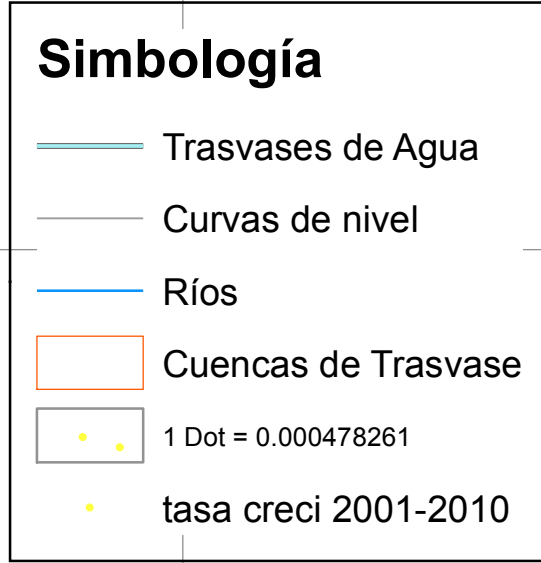 Simbología
Trasvases de Agua
Curvas de nivel
Ríos
Cuencas de Trasvase
1 Dot = 0.000478261
tasa creci 2001-2010